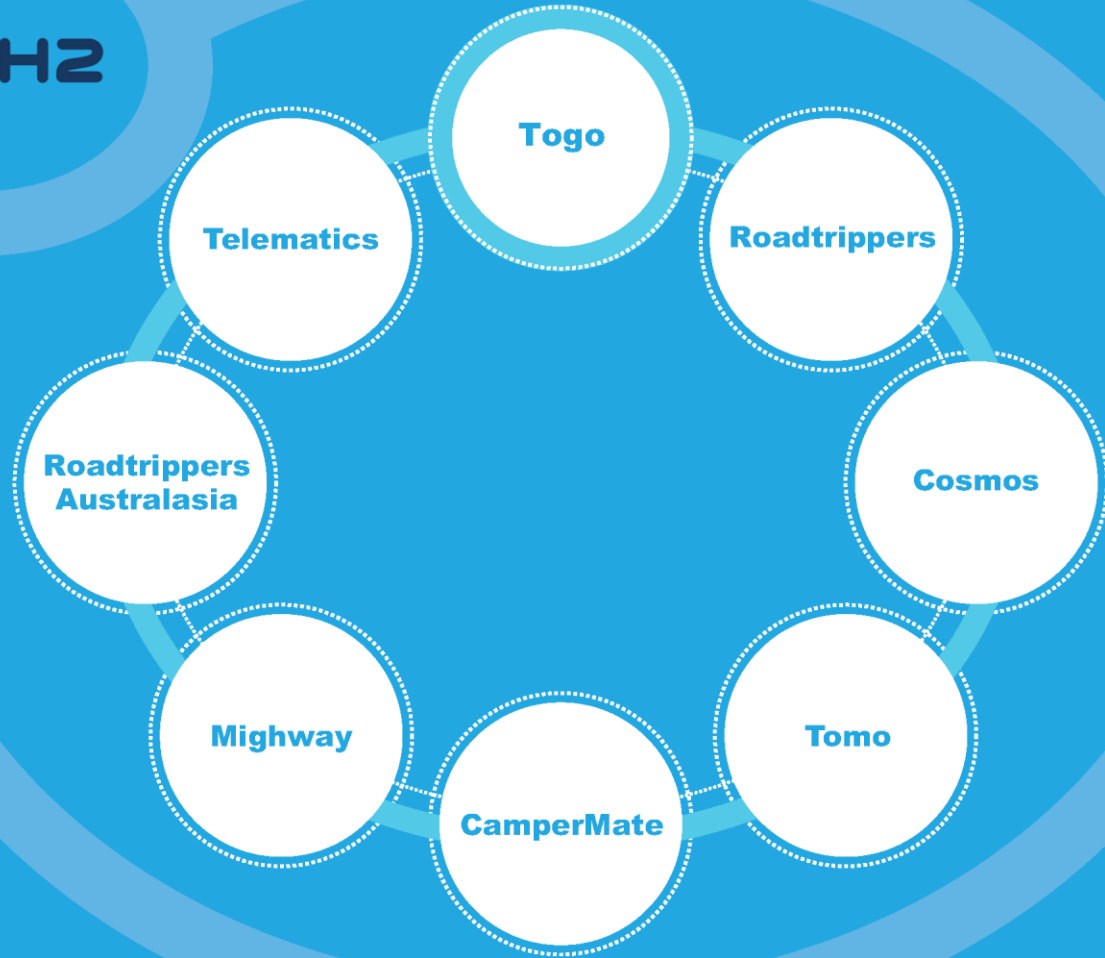 H2
Togo
Telematics
Roadtrippers
Roadtrippers
Australasia
Cosmos
Mighway
Tomo
CamperMate